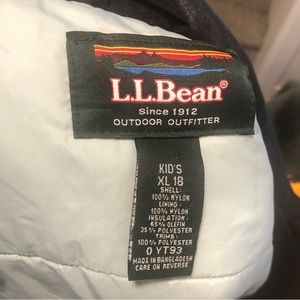 L.L.Bean®
Since 1912
OUTDOOR OUTFITTER
KID'S
XL 18
SHELL:
100% NYLON
LINING:
100% NYLON
INSULATION:
65% OLEFIN
35% POLYESTER
TRIMS:
100% POLYESTER
0 YT93
MADE IN BANGLADESH
CARE ON REVERSE